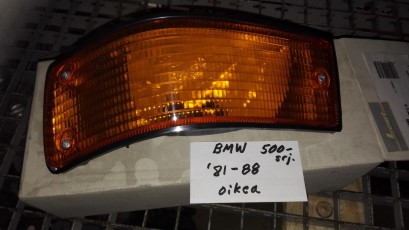 BMW 500-
srj.
'81-88
oikea